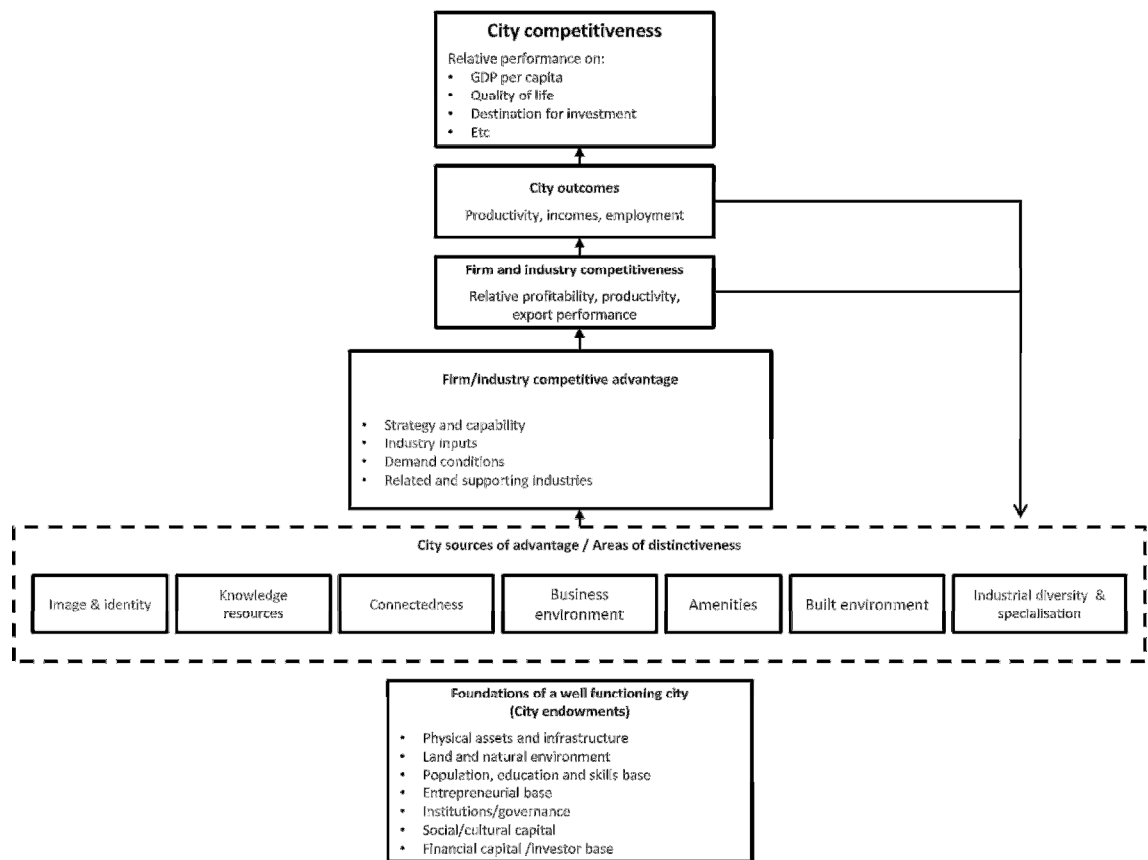 City competitiveness
Relative performance on:
• GDP per capita
• Quality of life
• Destination for investment
• Etc
City outcomes
Productivity, incomes, employment
Firm and industry competitiveness
Relative profitability, productivity,
export performance
Firm/industry competitive advantage
• Strategy and capability
• Industry inputs
• Demand conditions
• Related and supporting industries
City sources of advantage / Areas of distinctiveness
Image & identity
Knowledge
resources
Connectedness
Business
environment
Amenities
Built environment
Industrial diversity &
specialisation
Foundations of a well functioning city
(City endowments)
• Physical assets and infrastructure
• Land and natural environment
• Population, education and skills base
• Entrepreneurial base
• Institutions/governance
• Social/cultural capital
• Financial capital /investor base